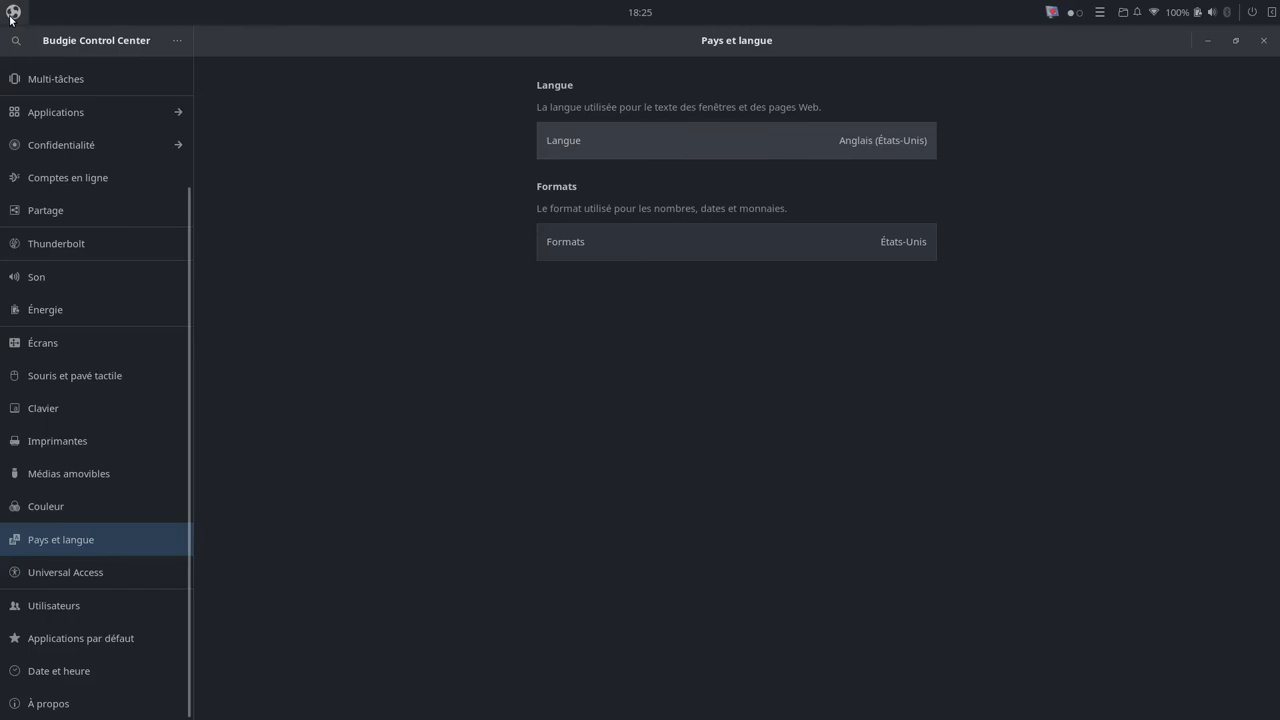 18:25
100%
Budgie Control Center
Pays et langue
Multi-tâches
Applications
Confidentialité
Comptes en ligne
Partage
Thunderbolt
Son
Énergie
Écrans
Souris et pavé tactile
Clavier
Imprimantes
Médias amovibles
Couleur
Pays et langue
Universal Access
Utilisateurs
Applications par défaut
Date et heure
À propos
Langue
La langue utilisée pour le texte des fenêtres et des pages Web.
Langue Anglais (États-Unis)
Formats
Le format utilisé pour les nombres, dates et monnaies.
Formats États-Unis